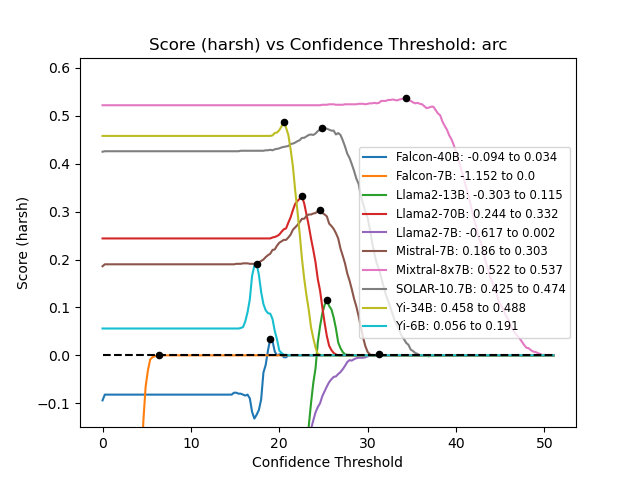 Score (harsh) vs Confidence Threshold: arc
Score (harsh)
0.6
0.5
0.4
0.3
0.2
0.1
0.0
−0.1
Falcon-40B: -0.094 to 0.034
Falcon-7B: -1.152 to 0.0
Llama2-13B: -0.303 to 0.115
Llama2-70B: 0.244 to 0.332
Llama2-7B: -0.617 to 0.002
Mistral-7B: 0.186 to 0.303
Mixtral-8x7B: 0.522 to 0.537
SOLAR-10.7B: 0.425 to 0.474
Yi-34B: 0.458 to 0.488
Yi-6B: 0.056 to 0.191
0 10 20 30 40 50
Confidence Threshold